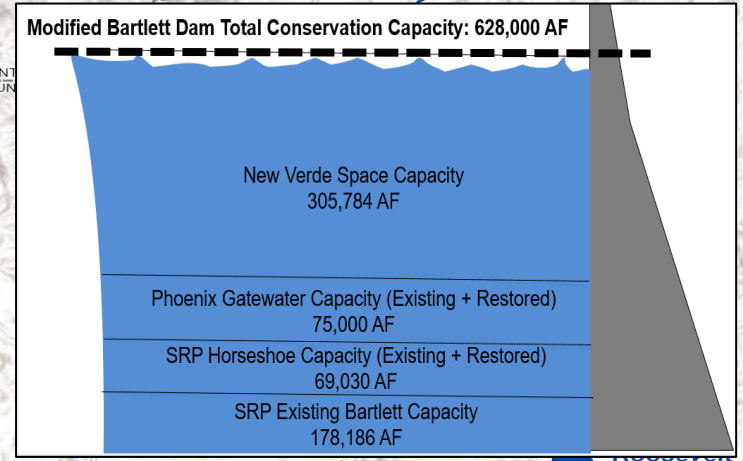 Modified Bartlett Dam Total Conservation Capacity: 628,000 AF
New Verde Space Capacity
305,784 AF
Phoenix Gatewater Capacity (Existing + Restored)
75,000 AF
SRP Horseshoe Capacity (Existing + Restored)
69,030 AF
SRP Existing Bartlett Capacity
178,186 AF